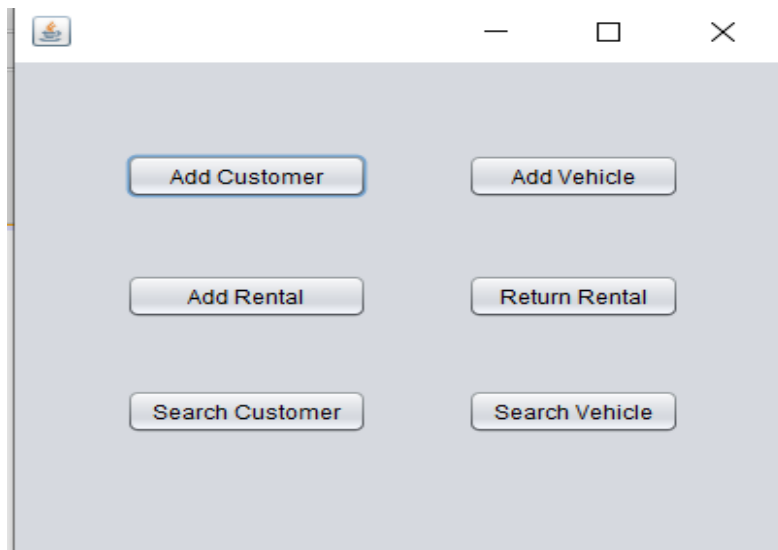 Add Customer Add Vehicle
Add Rental Return Rental
Search Customer Search Vehicle